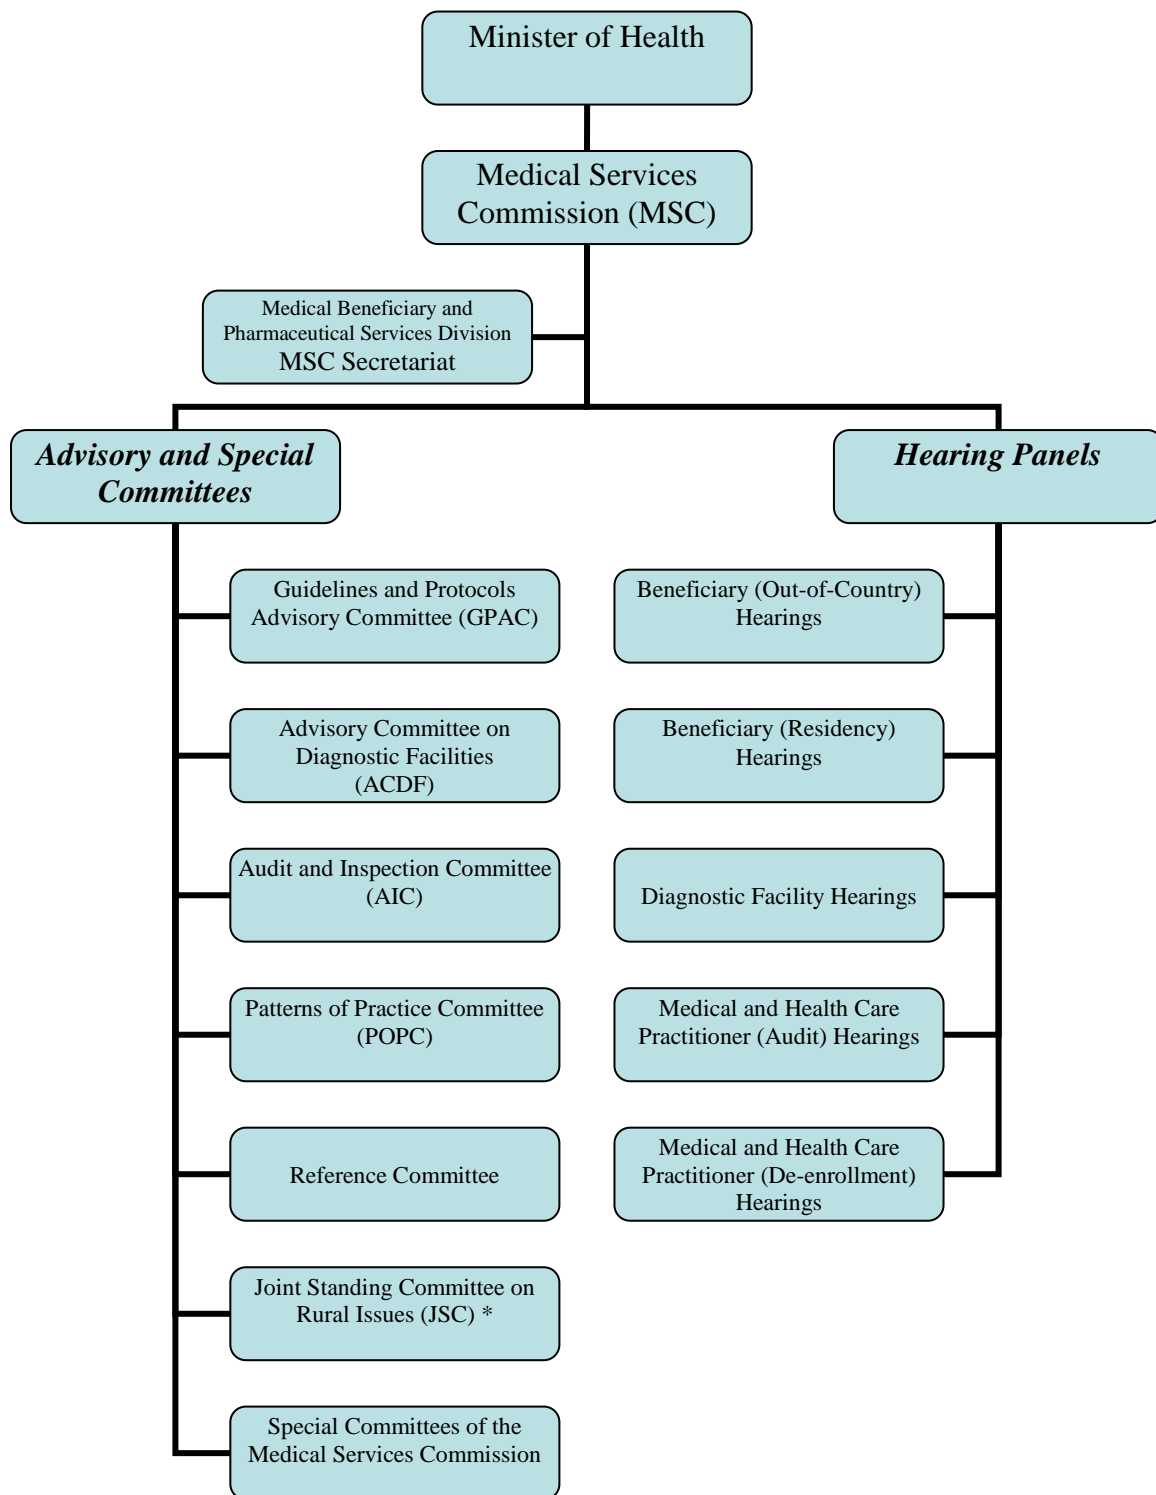 Minister of Health
Medical Services
Commission (MSC)
Medical Beneficiary and
Pharmaceutical Services Division
MSC Secretariat
Advisory and Special
Committees
Guidelines and Protocols
Advisory Committee (GPAC)
Advisory Committee on
Diagnostic Facilities
(ACDF)
Audit and Inspection Committee
(AIC)
Patterns of Practice Committee
(POPC)
Reference Committee
Joint Standing Committee on
Rural Issues (JSC) *
Special Committees of the
Medical Services Commission
Hearing Panels
Beneficiary (Out-of-Country)
Hearings
Beneficiary (Residency)
Hearings
Diagnostic Facility Hearings
Medical and Health Care
Practitioner (Audit) Hearings
Medical and Health Care
Practitioner (De-enrollment)
Hearings